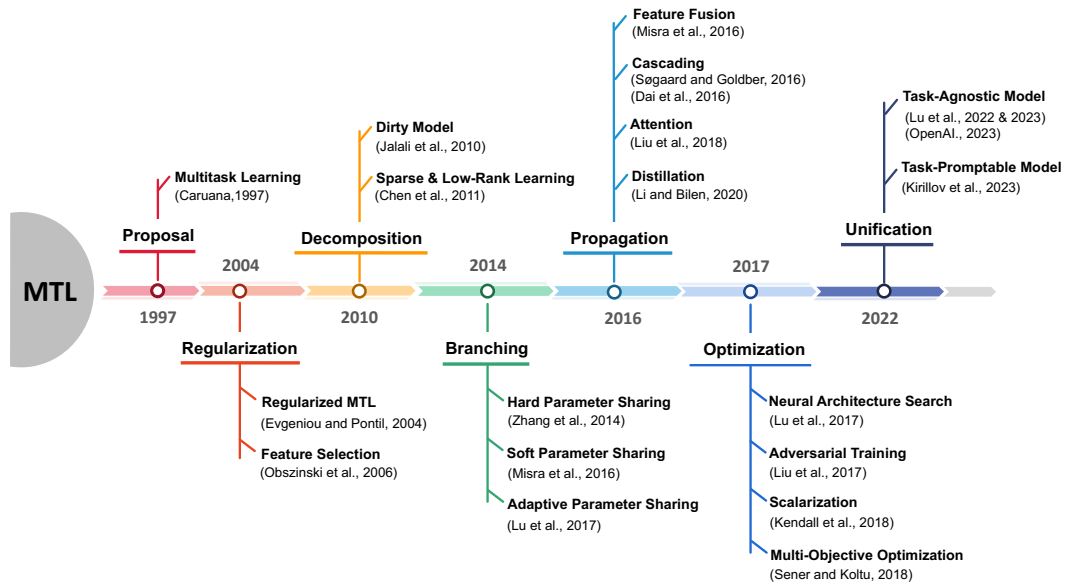 MTL
Proposal
1997
Multitask Learning
(Caruana,1997)
2004
Regularization
Regularized MTL
(Evgeniou and Pontil, 2004)
Feature Selection
(Obszinski et al., 2006)
Decomposition
2010
Dirty Model
(Jalali et al., 2010)
Sparse & Low-Rank Learning
(Chen et al., 2011)
2014
Branching
Hard Parameter Sharing
(Zhang et al., 2014)
Soft Parameter Sharing
(Misra et al., 2016)
Adaptive Parameter Sharing
(Lu et al., 2017)
Propagation
2016
Feature Fusion
(Misra et al., 2016)
Cascading
(Søgaard and Goldber, 2016)
(Dai et al., 2016)
Attention
(Liu et al., 2018)
Distillation
(Li and Bilen, 2020)
2017
Optimization
Neural Architecture Search
(Lu et al., 2017)
Adversarial Training
(Liu et al., 2017)
Scalarization
(Kendall et al., 2018)
Multi-Objective Optimization
(Sener and Koltu, 2018)
Unification
2022
Task-Agnostic Model
(Lu et al., 2022 & 2023)
(OpenAI., 2023)
Task-Promptable Model
(Kirillov et al., 2023)